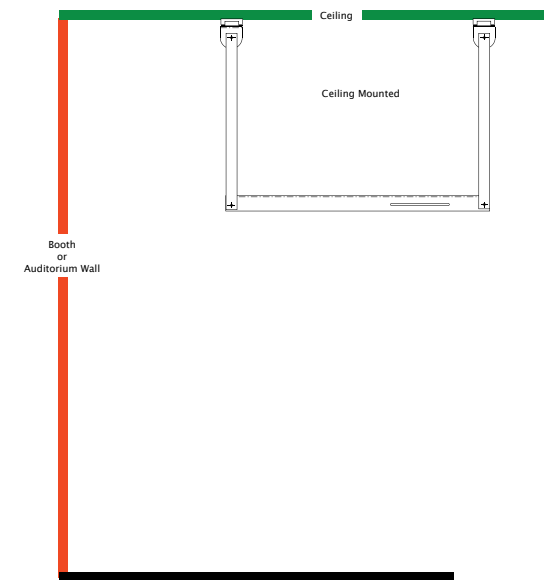 Ceiling
Ceiling Mounted
Booth
or
Auditorium Wall